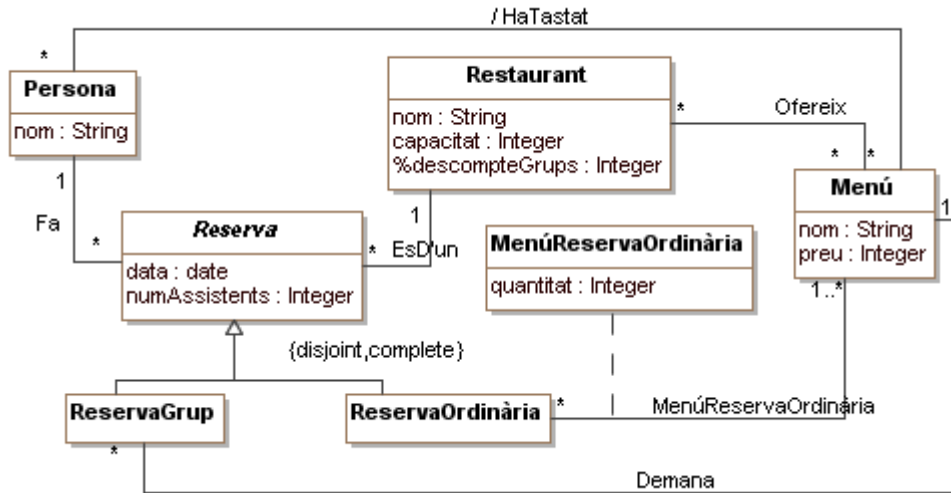 / HaTastat
*
Persona
nom : String
Restaurant
nom : String
capacitat : Integer
%descompteGrups : Integer
*
Ofereix
*
*
Menú
nom : String
preu : Integer
1
1..*
1
Fa
*
Reserva
data : date
numAssistents : Integer
*
EsD'un
1
MenúReservaOrdinària
quantitat : Integer
{disjoint,complete}
ReservaGrup
*
ReservaOrdinària
*
MenúReservaOrdinária
Demana